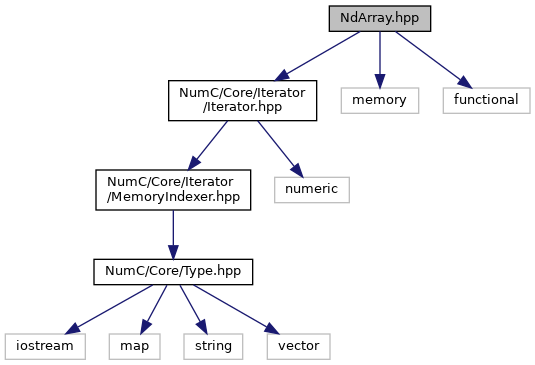 NdArray.hpp
NumC/Core/Iterator
/Iterator.hpp
memory
functional
NumC/Core/Iterator
/MemoryIndexer.hpp
numeric
NumC/Core/Type.hpp
iostream
map
string
vector